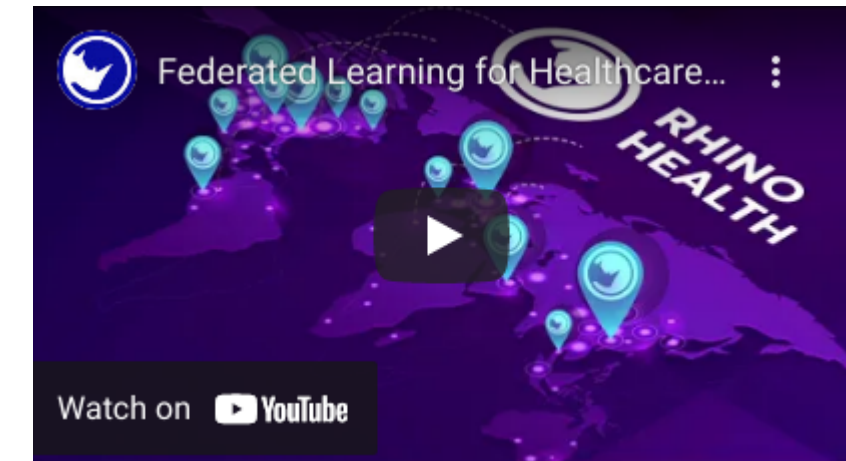 Federated Learning for Healthcare…
RHINO
HEALTH
Watch on YouTube